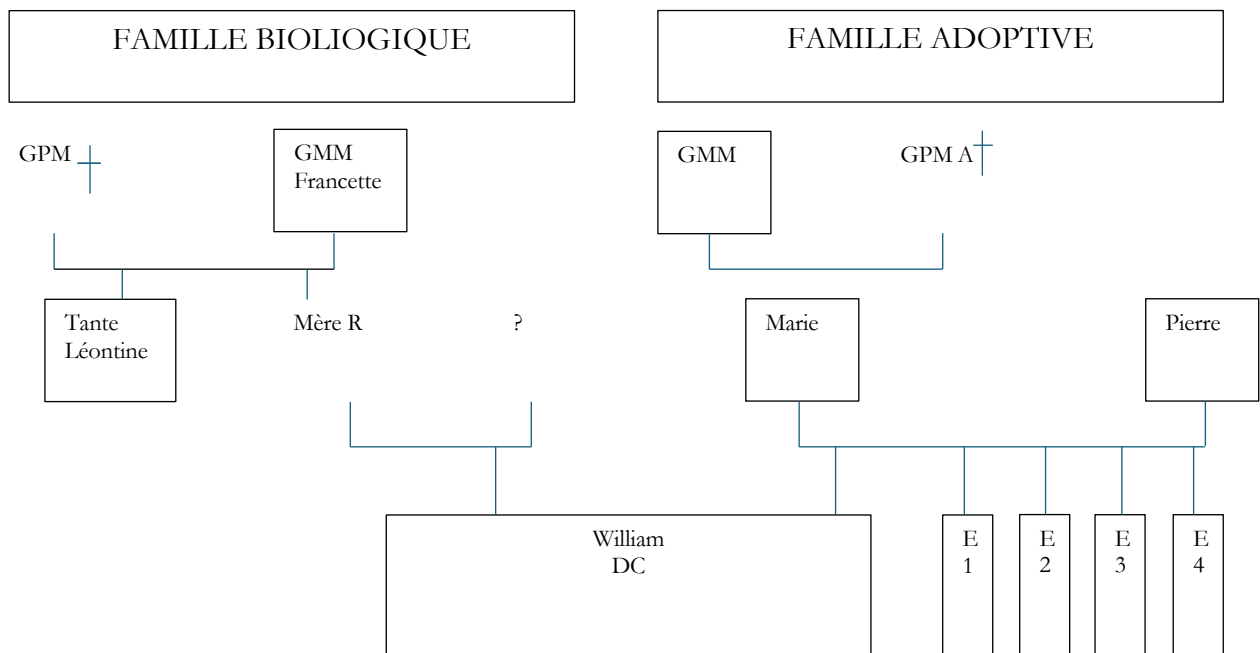 FAMILLE BIOLIOGIQUE
FAMILLE ADOPTIVE
GPM
GMM
Francette
GMM
GPM A
Tante
Léontine
Mère R
?
Marie
Pierre
William
DC
E
1
E
2
E
3
E
4